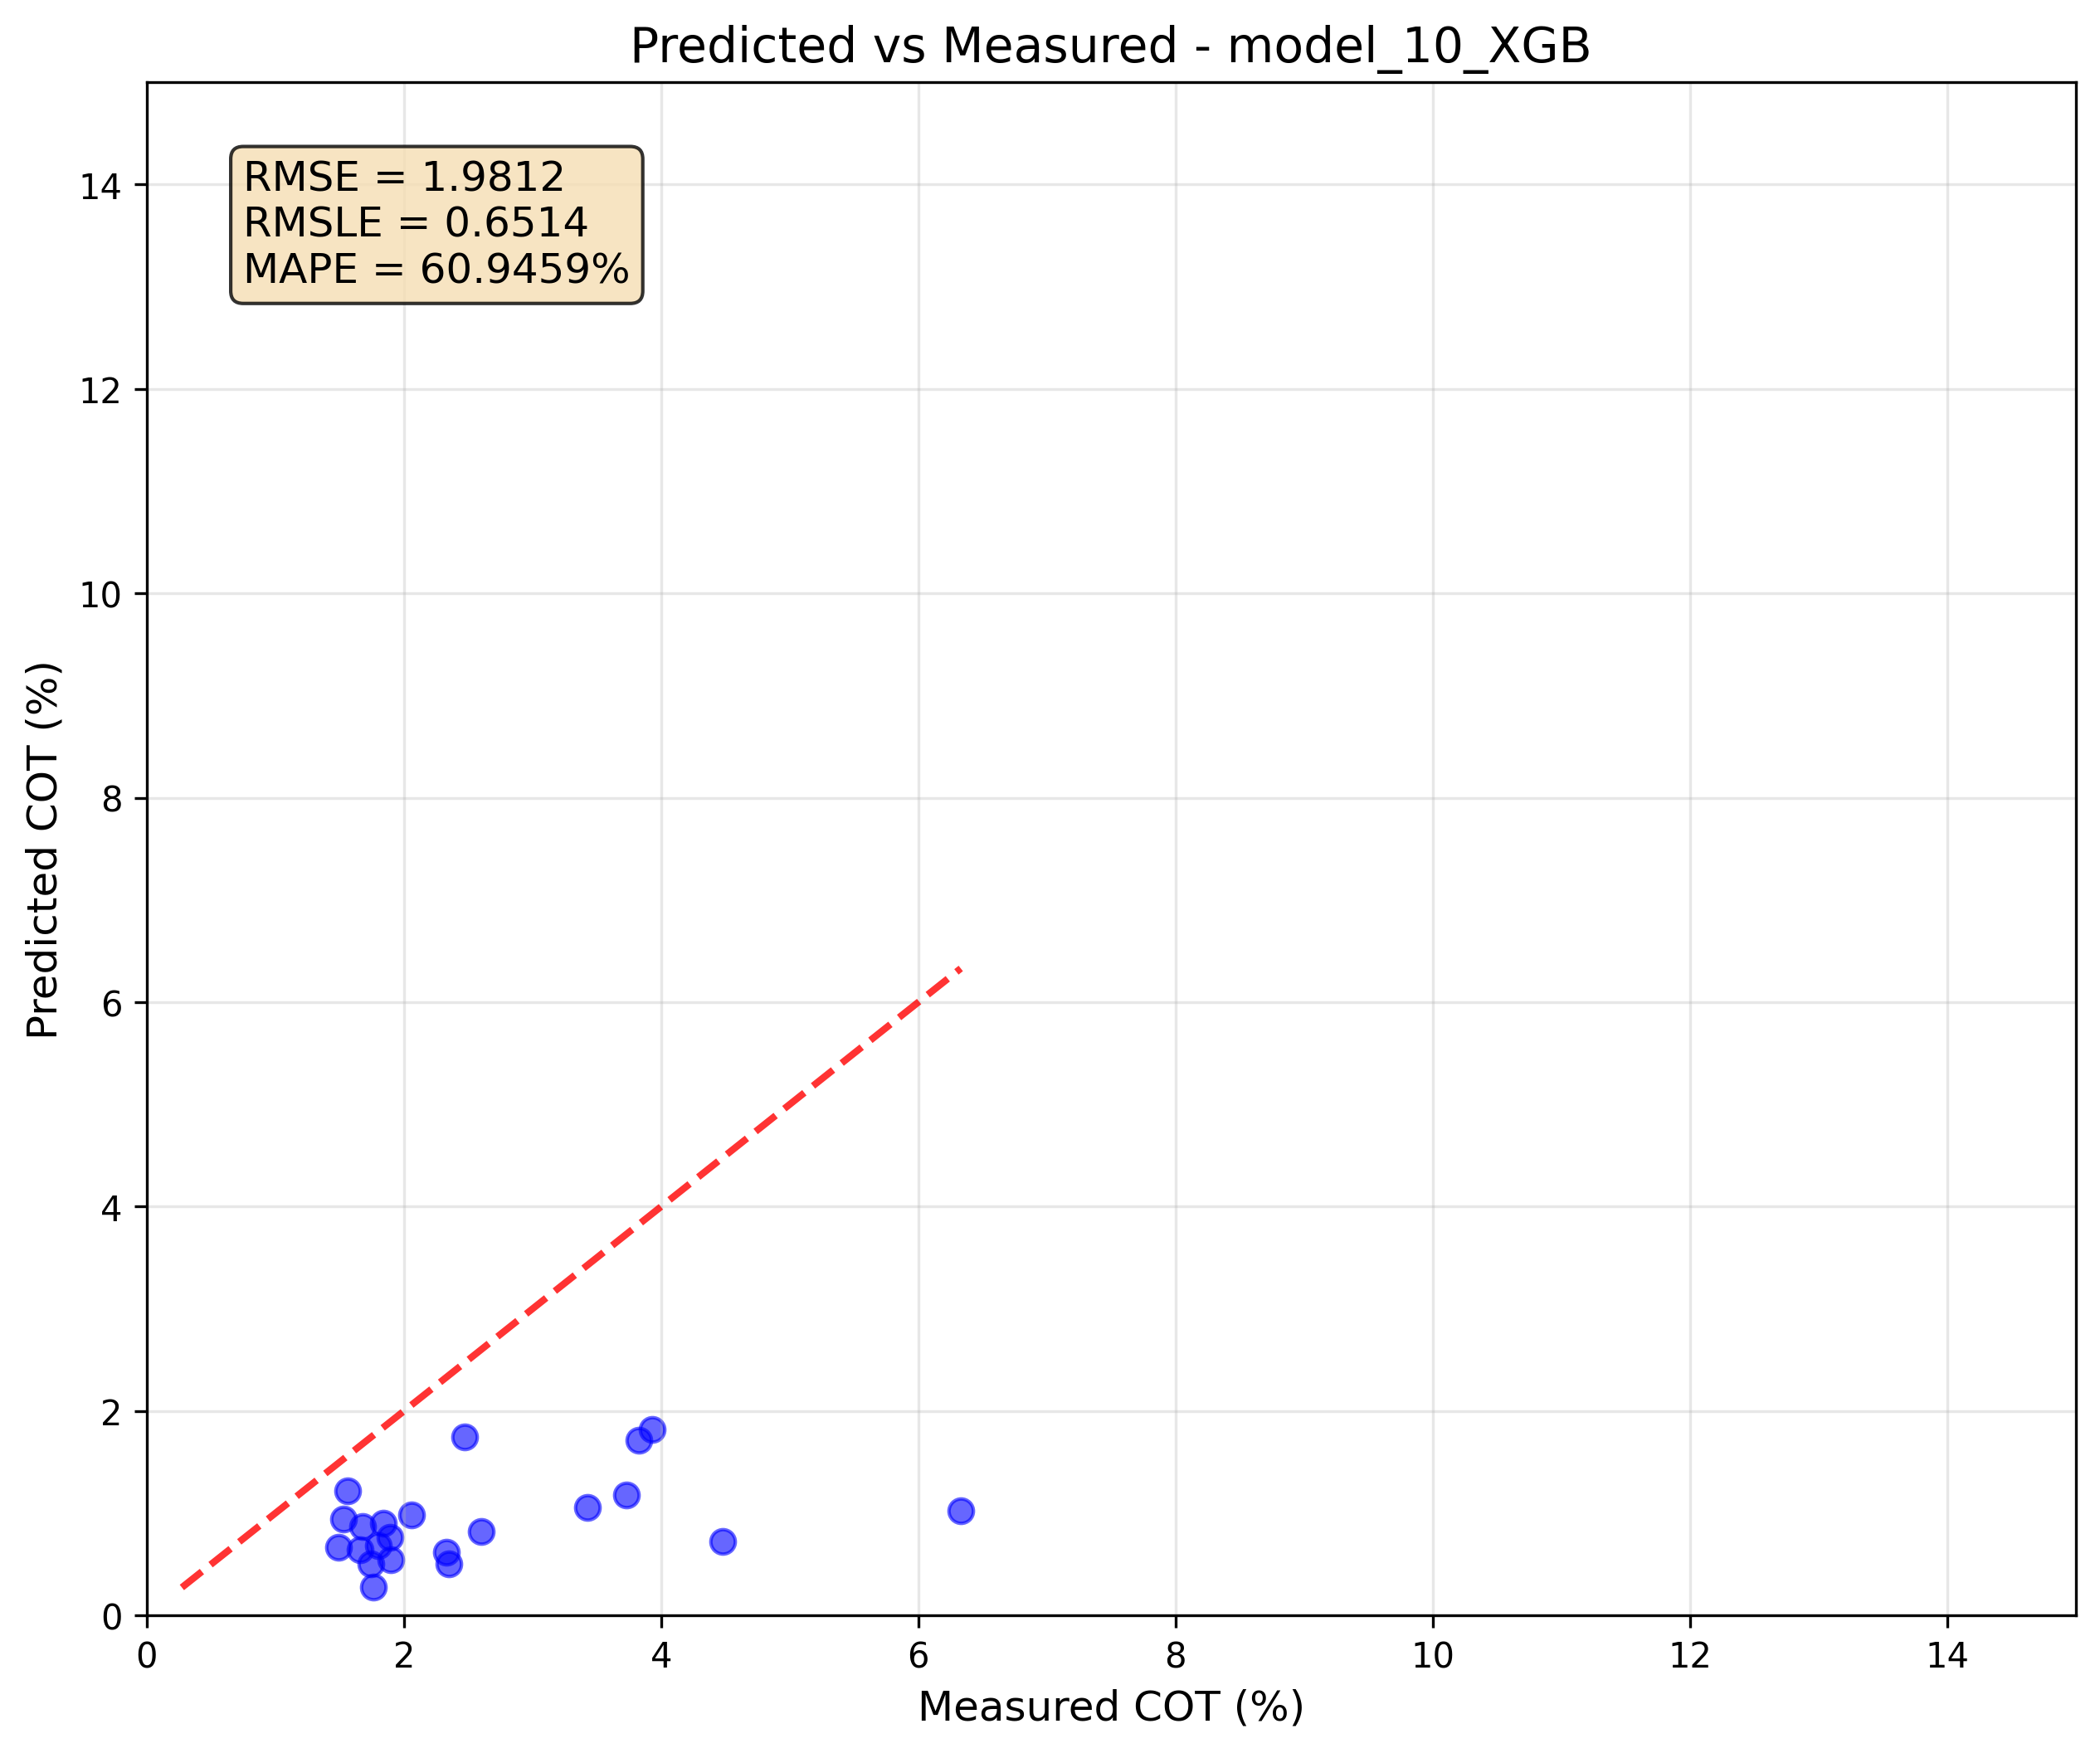 Predicted vs Measured - model_10_XGB
RMSE = 1.9812
RMSLE = 0.6514
MAPE = 60.9459%
Predicted COT (%)
14
12
10
8
6
4
2
0
0 2 4 6 8 10 12 14
Measured COT (%)